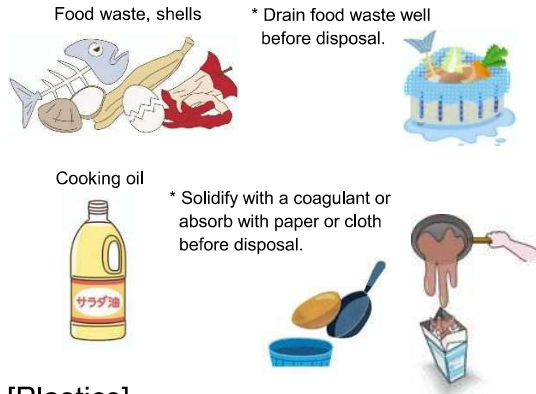 Food waste, shells
* Drain food waste well
before disposal.
Cooking oil
* Solidify with a coagulant or
absorb with paper or cloth
before disposal.
サラダ油
[Plastics]